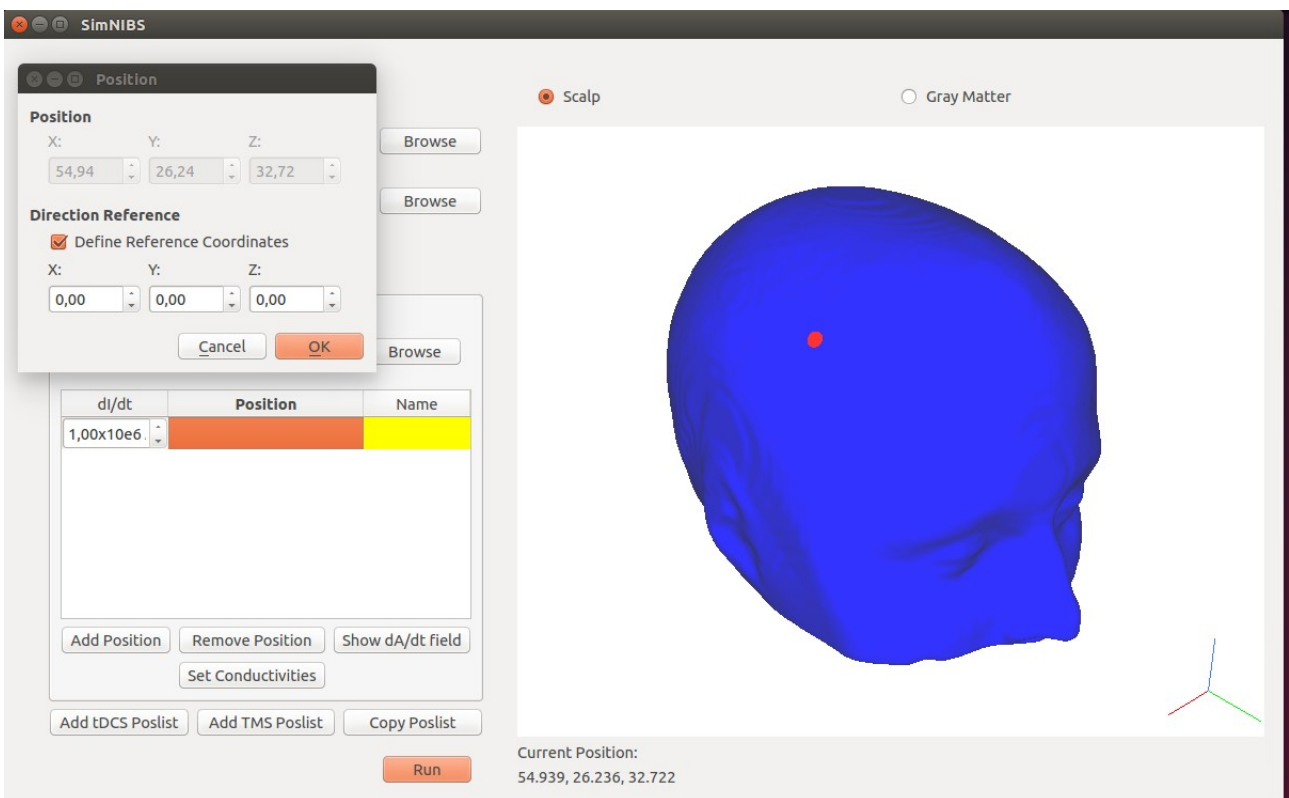 SimNIBS
Position
Position
X: Y: Z:
54,94 26,24 32,72
Direction Reference
Define Reference Coordinates
X: Y: Z:
0,00 0,00 0,00
Cancel OK
Browse
Browse
Browse
dI/dt Position Name
1,00x10e6
Add Position Remove Position Show dA/dt field
Set Conductivities
Add tDCS Poslist Add TMS Poslist Copy Poslist
Run
Scalp Gray Matter
Current Position:
54.939, 26.236, 32.722